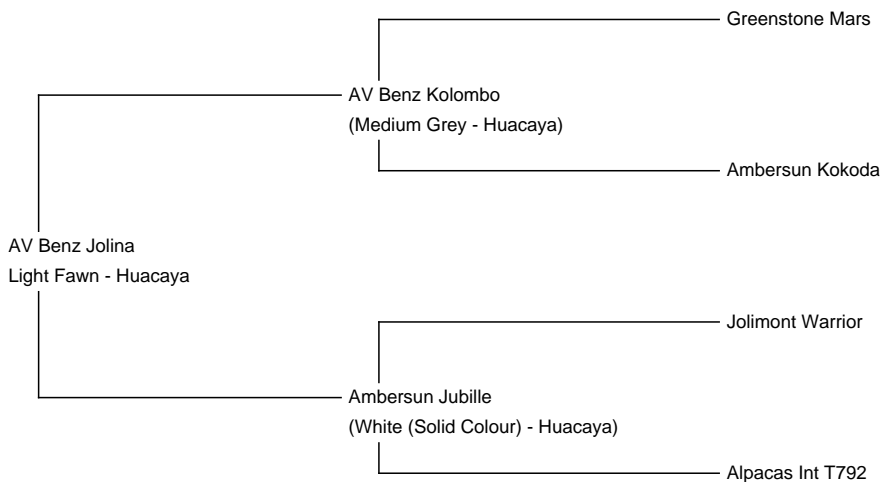 Greenstone Mars
AV Benz Kolombo
(Medium Grey - Huacaya)
Ambersun Kokoda
AV Benz Jolina
Light Fawn - Huacaya
Jolimont Warrior
Ambersun Jubille
(White (Solid Colour) - Huacaya)
Alpacas Int T792